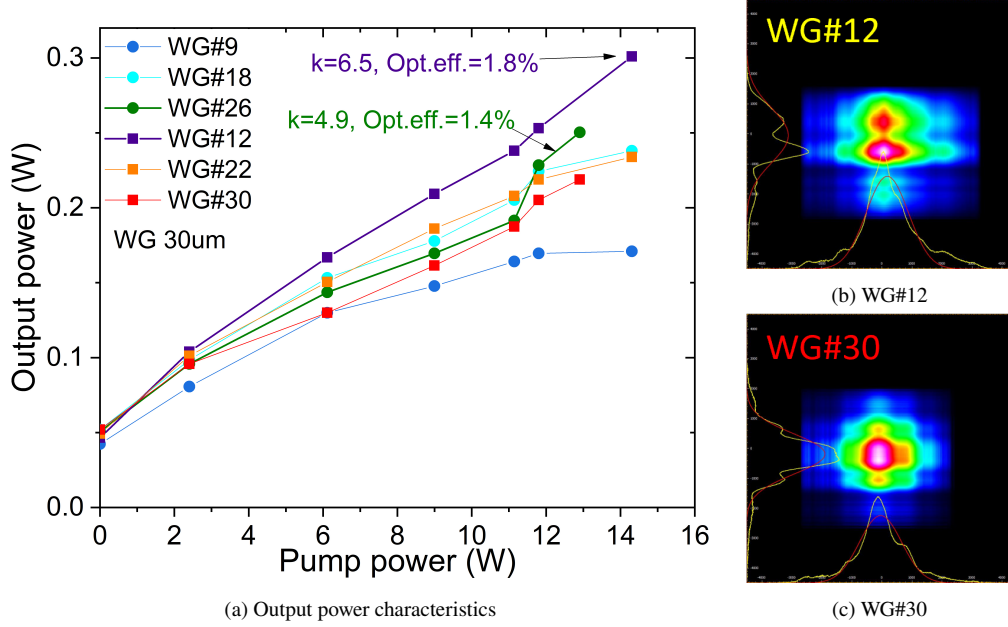 WG#9
WG#18
WG#26
WG#12
WG#22
WG#30
WG 30um
k=6.5, Opt.eff.=1.8%
k=4.9, Opt.eff.=1.4%
0.3
0.2
0.1
0.0
Output power (W)
0 2 4 6 8 10 12 14 16
Pump power (W)
(a) Output power characteristics
WG#12
(b) WG#12
WG#30
(c) WG#30